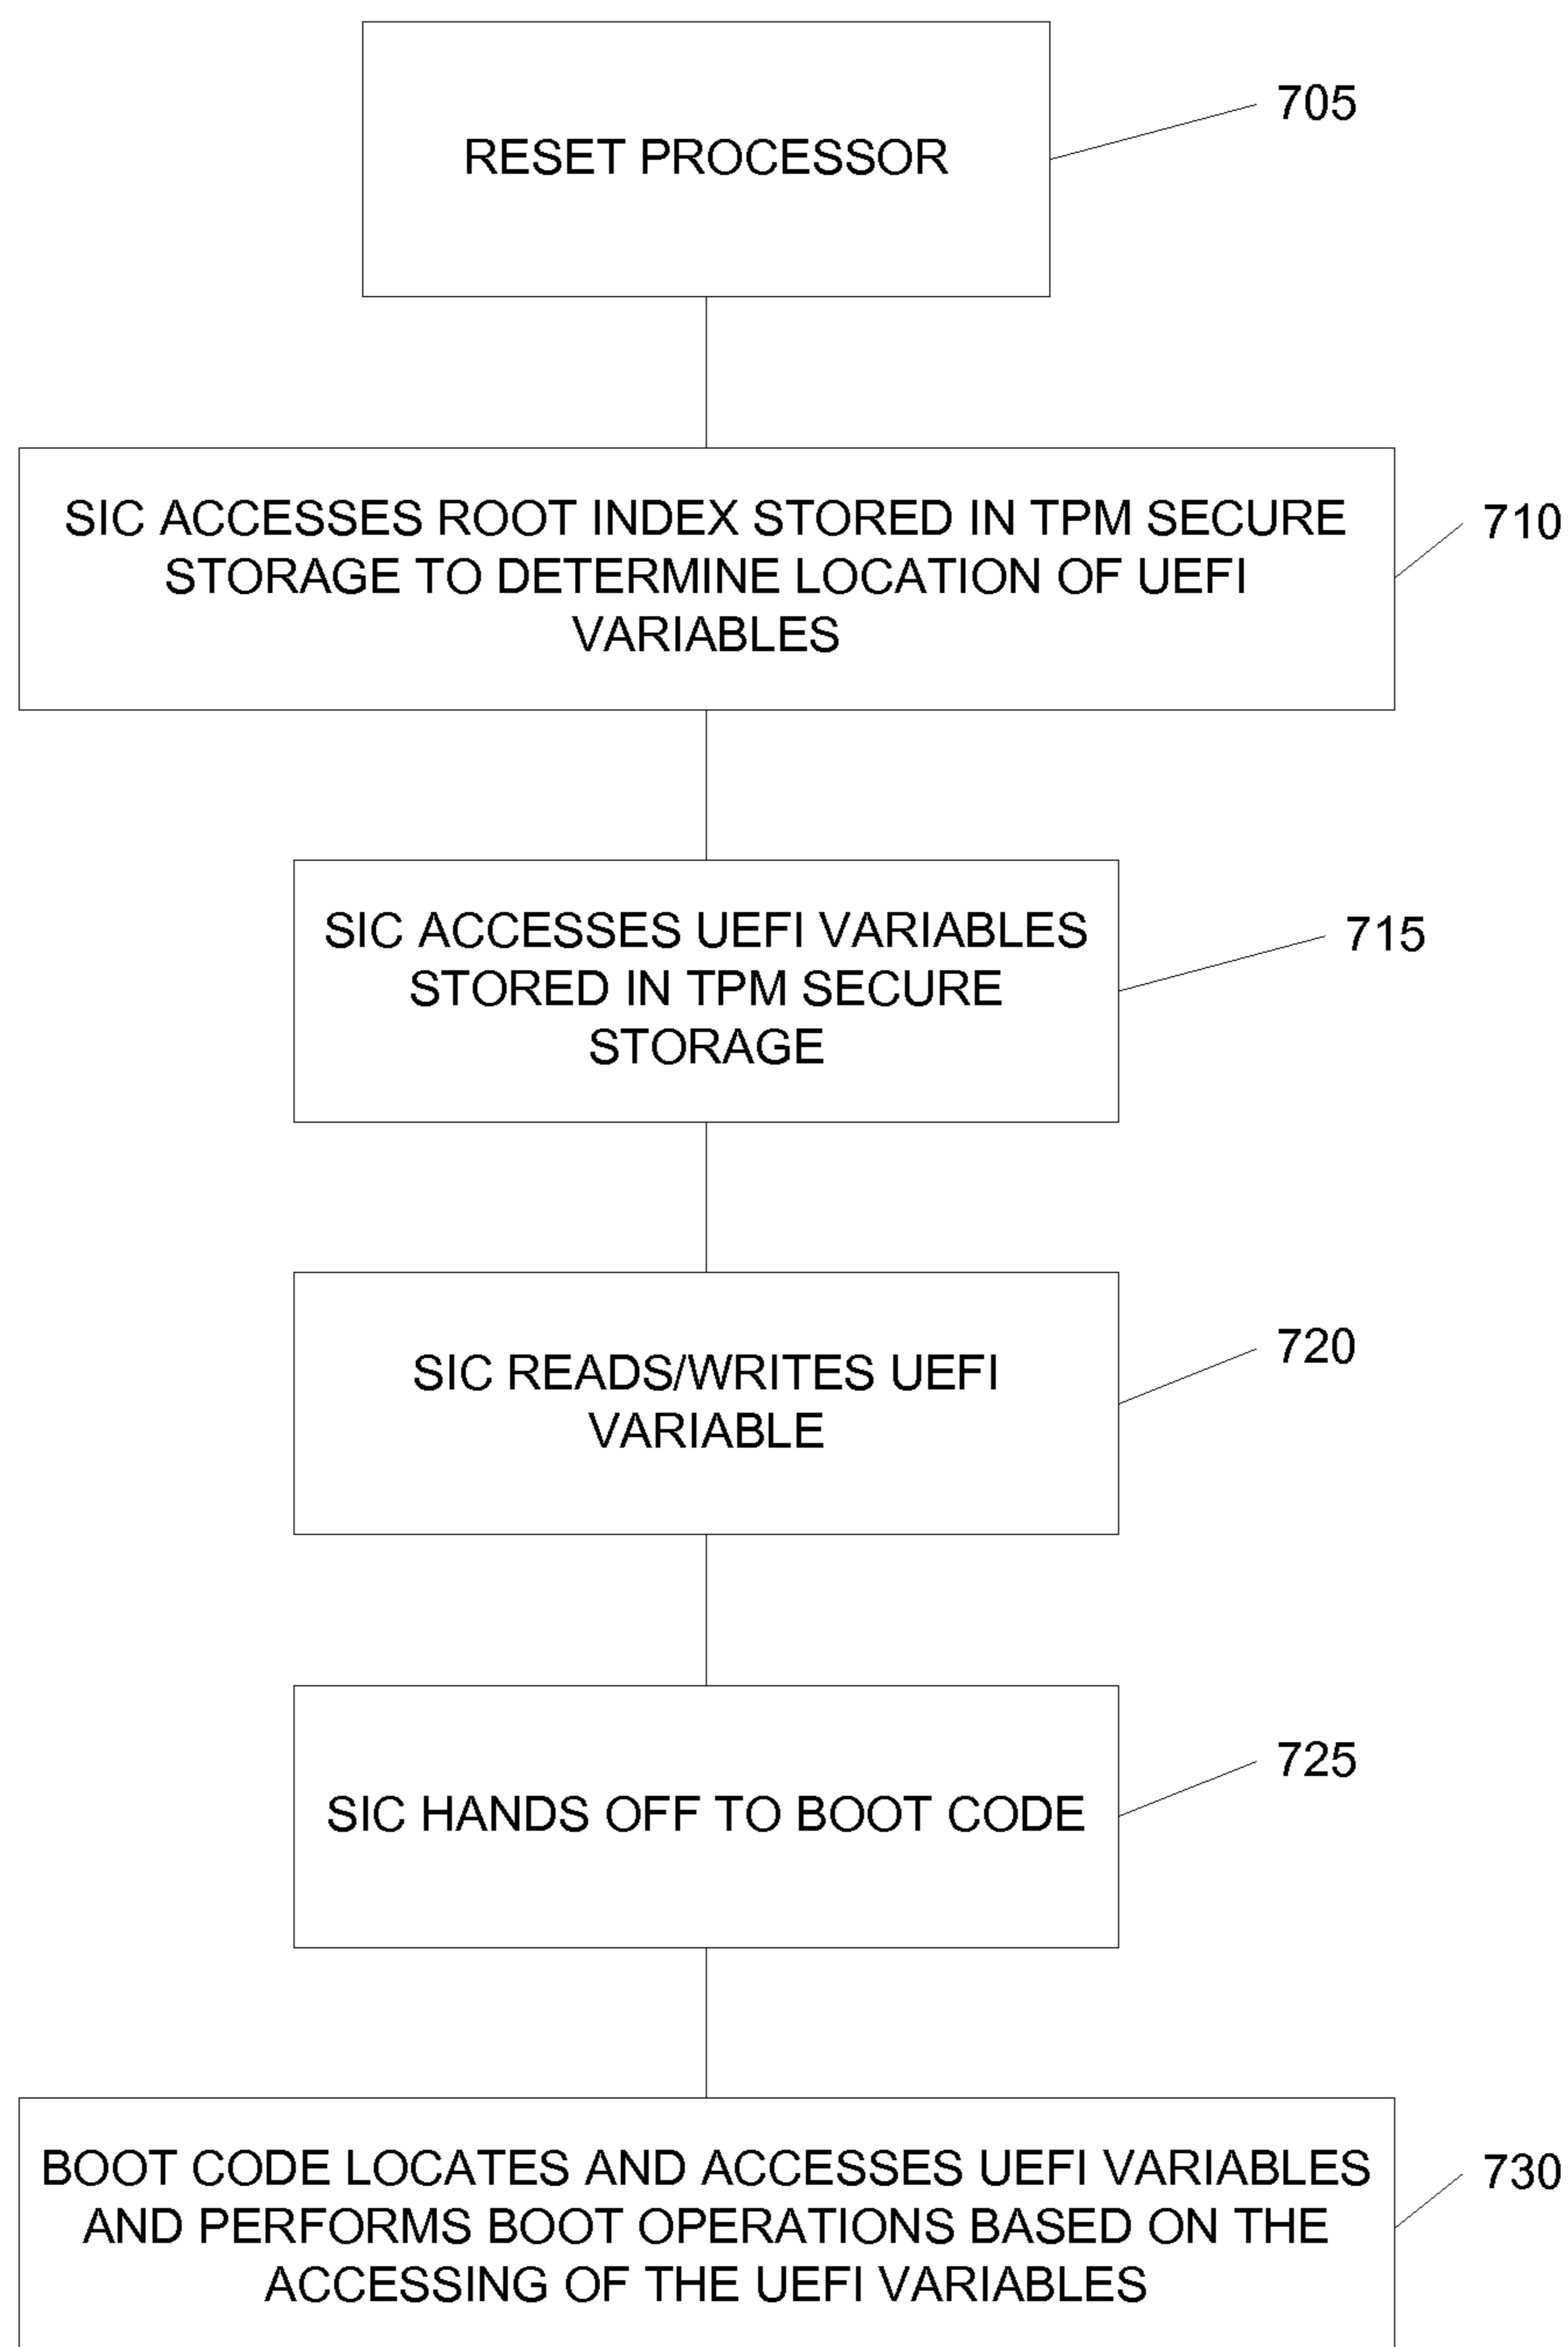 RESET PROCESSOR
705
SIC ACCESSES ROOT INDEX STORED IN TPM SECURE
STORAGE TO DETERMINE LOCATION OF UEFI
VARIABLES
710
SIC ACCESSES UEFI VARIABLES
STORED IN TPM SECURE
STORAGE
715
SIC READS/WRITES UEFI
VARIABLE
720
SIC HANDS OFF TO BOOT CODE
725
BOOT CODE LOCATES AND ACCESSES UEFI VARIABLES
AND PERFORMS BOOT OPERATIONS BASED ON THE
ACCESSING OF THE UEFI VARIABLES
730